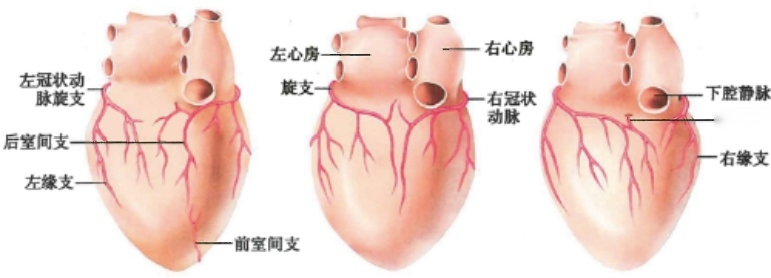 左冠状动
脉旋支
后室间支
左缘支
前室间支
左心房
旋支
右心房
右冠状
动脉
下腔静脉
右缘支